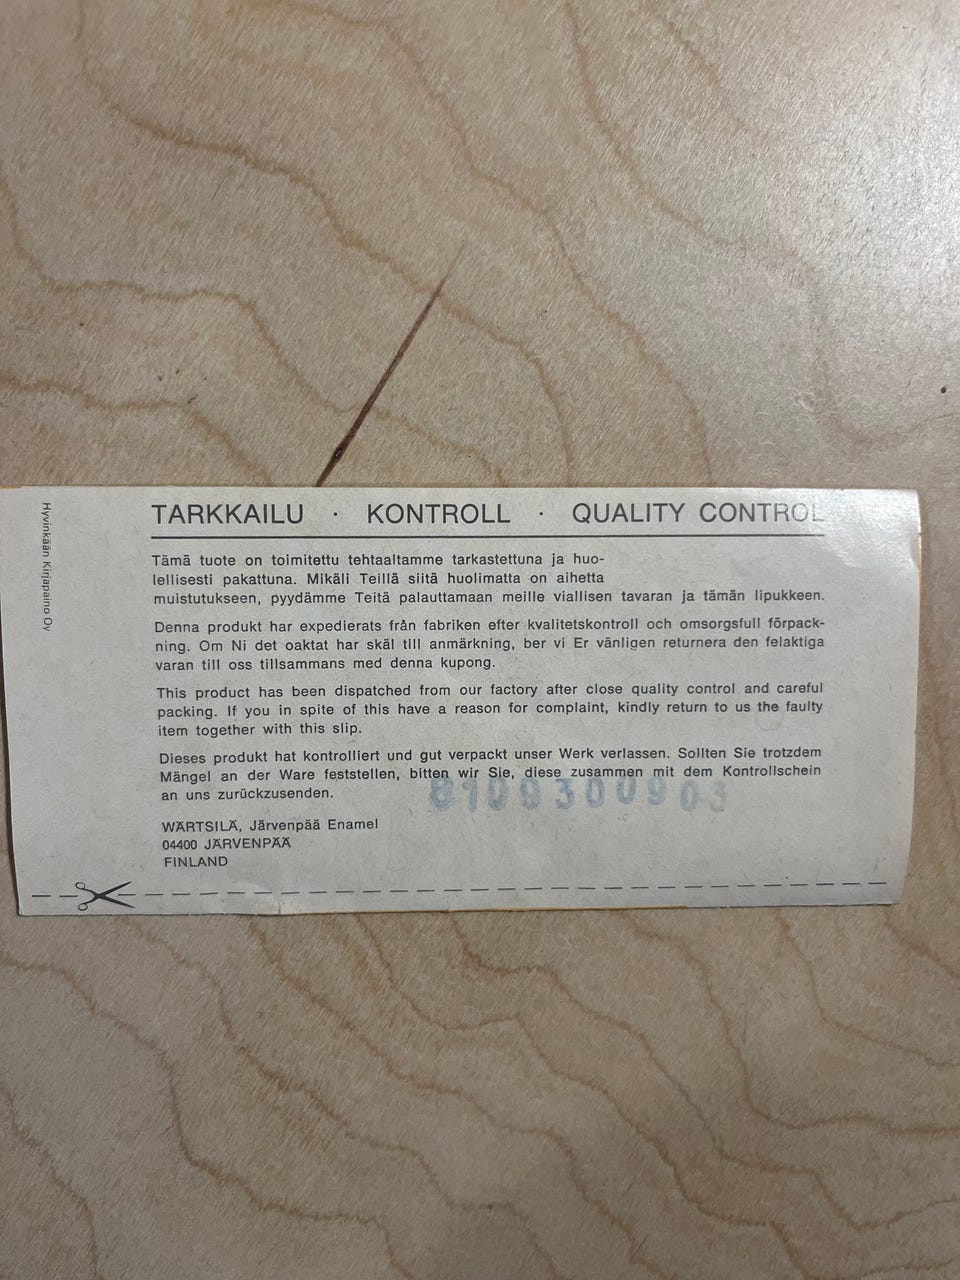 TARKKAILU · KONTROLL · QUALITY CONTROL
Tämä tuote on toimitettu tehtaaltamme tarkastettuna ja huo-
lellisesti pakattuna. Mikäli Teillä siitä huolimatta on aihetta
muistutukseen, pyydämme Teitä palauttamaan meille viallisen tavaran ja tämän lipukkeen.
Denna produkt har expedierats från fabriken efter kvalitetskontroll och omsorgsfull förpack-
ning. Om Ni det oaktat har skäl till anmärkning, ber vi Er vänligen returnera den felaktiga
varan till oss tillsammans med denna kupong.
This product has been dispatched from our factory after close quality control and careful
packing. If you in spite of this have a reason for complaint, kindly return to us the faulty
item together with this slip.
Dieses produkt hat kontrolliert und gut verpackt unser Werk verlassen. Sollten Sie trotzdem
Mängel an der Ware feststellen, bitten wir Sie, diese zusammen mit dem Kontrollschein
an uns zurückzusenden.
8109300903
WÄRTSILÄ, Järvenpää Enamel
04400 JÄRVENPÄÄ
FINLAND
Hyvinkään Kirjapaino Oy